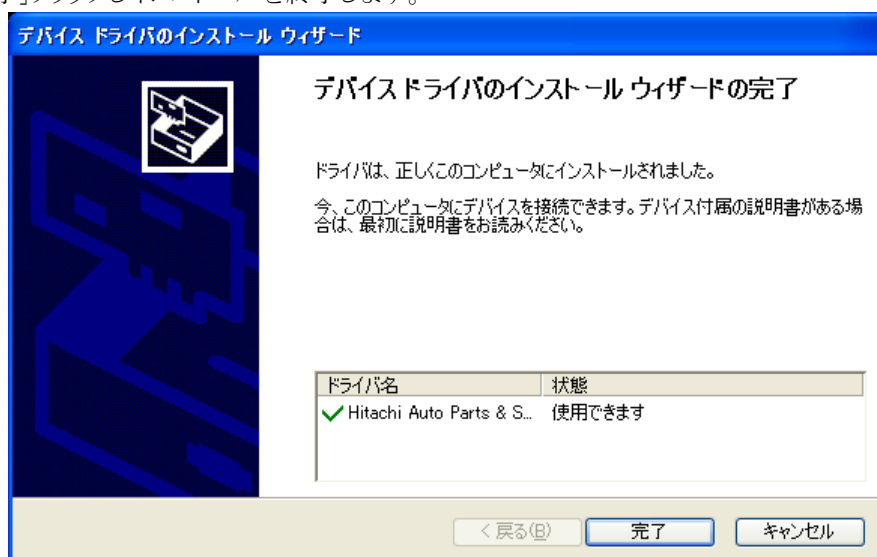 デバイス ドライバのインストール ウィザード
デバイス ドライバのインストール ウィザードの完了
ドライバは、正しくこのコンピュータにインストールされました。
今、このコンピュータにデバイスを接続できます。デバイス付属の説明書がある場
合は、最初に説明書をお読みください。
ドライバ名 状態
Hitachi Auto Parts & S... 使用できます
< 戻る(B) 完了 キャンセル